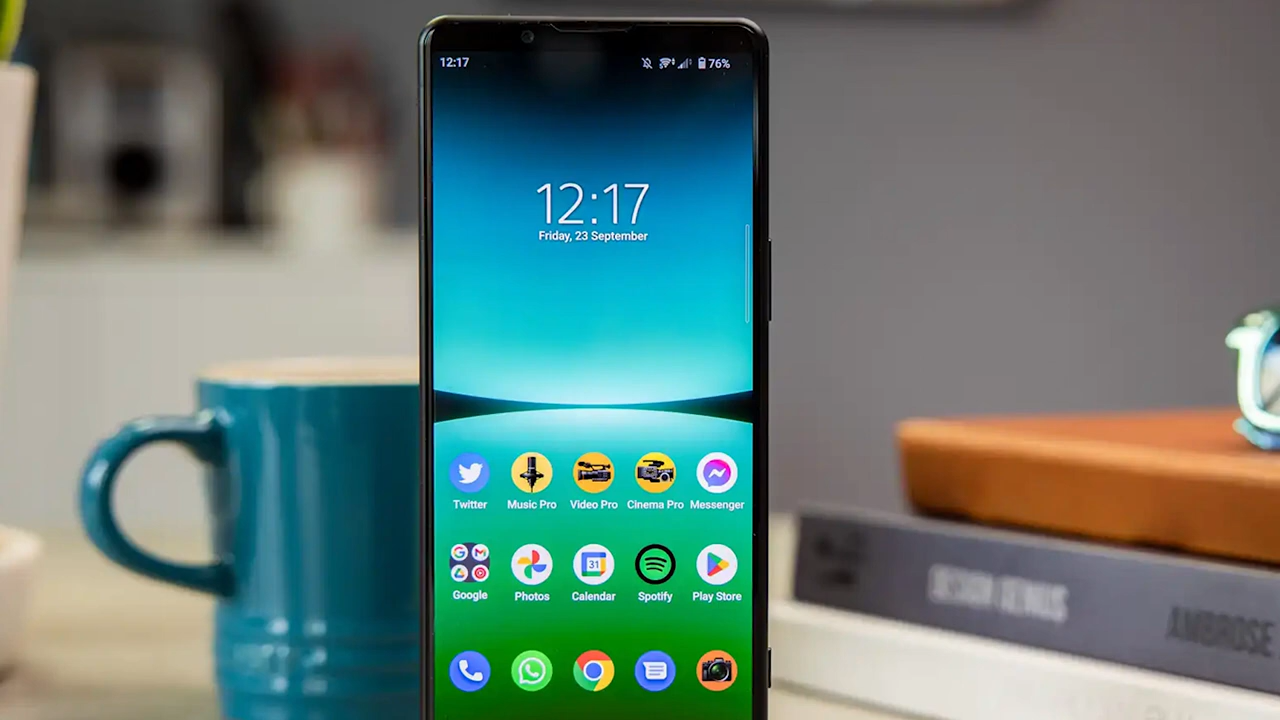 12:17 76%
12:17
Friday, 23 September
Twitter Music Pro Video Pro Cinema Pro Messenger
31
Google Photos Calendar Spotify Play Store
DESIGN GENIUS
AMBROSE